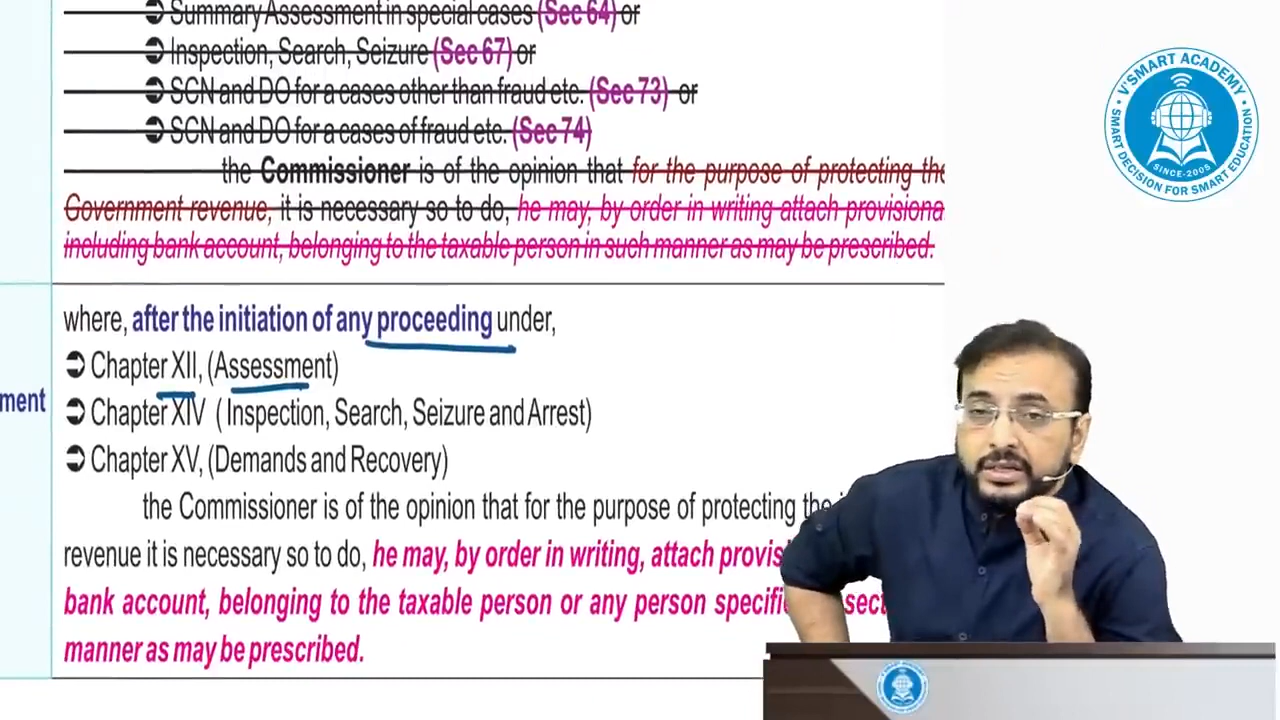 ➲ Summary Assessment in special cases (Sec 64) or
➲ Inspection, Search, Seizure (Sec 67) or
➲ SCN and DO for a cases other than fraud etc. (Sec 73) or
➲ SCN and DO for a cases of fraud etc. (Sec 74)
the Commissioner is of the opinion that for the purpose of protecting the
Government revenue, it is necessary so to do, he may, by order in writing attach provisiona
including bank account, belonging to the taxable person in such manner as may be prescribed.
where, after the initiation of any proceeding under,
➲ Chapter XII, (Assessment)
ment
➲ Chapter XIV ( Inspection, Search, Seizure and Arrest)
➲ Chapter XV, (Demands and Recovery)
the Commissioner is of the opinion that for the purpose of protecting the
revenue it is necessary so to do, he may, by order in writing, attach
bank account, belonging to the taxable person or any person
manner as may be prescribed.
V'SMART ACADEMY
SINCE-2005
SMART DECISION FOR SMART EDUCATION